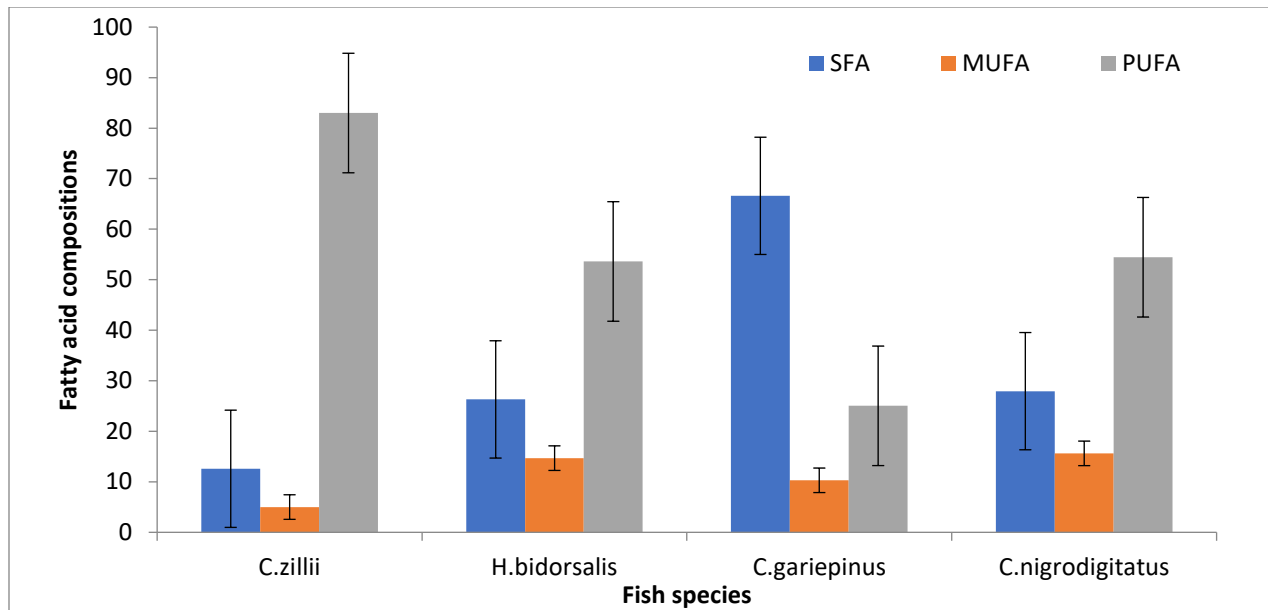 100
90
80
70
60
50
40
30
20
10
0
Fatty acid compositions
SFA MUFA PUFA
C.zillii H.bidorsalis C.gariepinus C.nigrodigitatus
Fish species